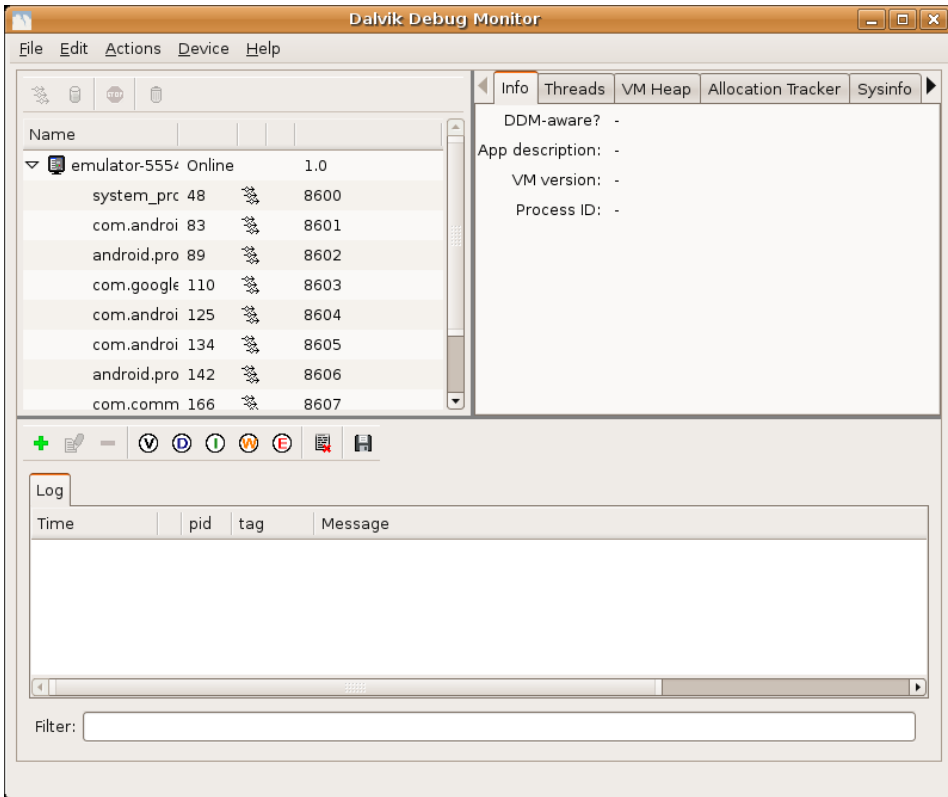 Dalvik Debug Monitor
File Edit Actions Device Help
STOP
Name
emulator-5554 Online 1.0
system_prc 48 8600
com.androi 83 8601
android.pro 89 8602
com.google 110 8603
com.androi 125 8604
com.androi 134 8605
android.pro 142 8606
com.comm 166 8607
Info Threads VM Heap Allocation Tracker Sysinfo
DDM-aware? -
App description: -
VM version: -
Process ID: -
V D I W E
Log
Time pid tag Message
Filter: